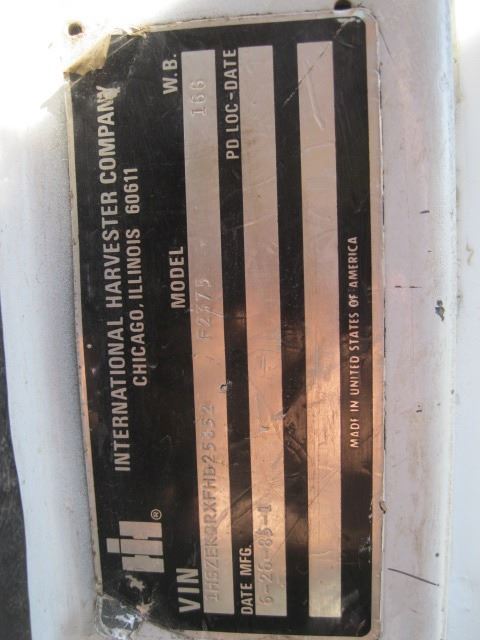 INTERNATIONAL HARVESTER COMPANY
CHICAGO, ILLINOIS 60611
VIN MODEL W.B.
F2375 166
DATE MFG. PD LOC-DATE
MADE IN UNITED STATES OF AMERICA